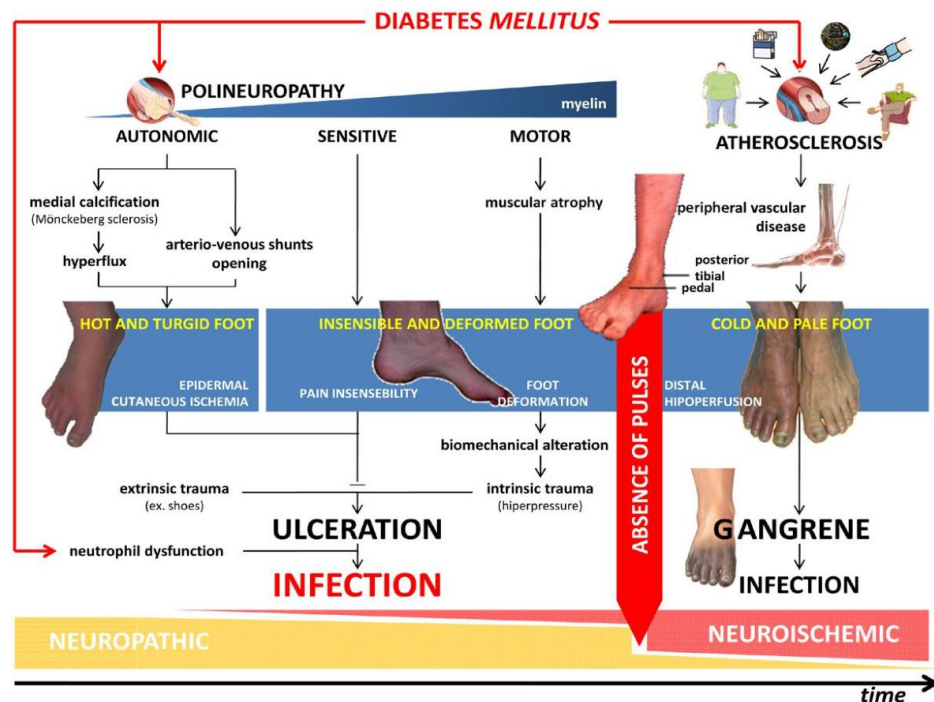 DIABETES MELLITUS
POLINEUROPATHY
myelin
AUTONOMIC
SENSITIVE
MOTOR
ATHEROSCLEROSIS
medial calcification
(Mönckeberg sclerosis)
hyperflux
arterio-venous shunts
opening
muscular atrophy
peripheral vascular
disease
posterior
tibial
pedal
HOT AND TURGID FOOT
INSENSIBLE AND DEFORMED FOOT
COLD AND PALE FOOT
EPIDERMAL
CUTANEOUS ISCHEMIA
PAIN INSENSEBILITY
FOOT
DEFORMATION
DISTAL
HIPOPERFUSION
ABSENCE OF PULSES
biomechanical alteration
extrinsic trauma
(ex. shoes)
intrinsic trauma
(hiperpressure)
ULCERATION
GANGRENE
neutrophil dysfunction
INFECTION
INFECTION
NEUROPATHIC
NEUROISCHEMIC
time